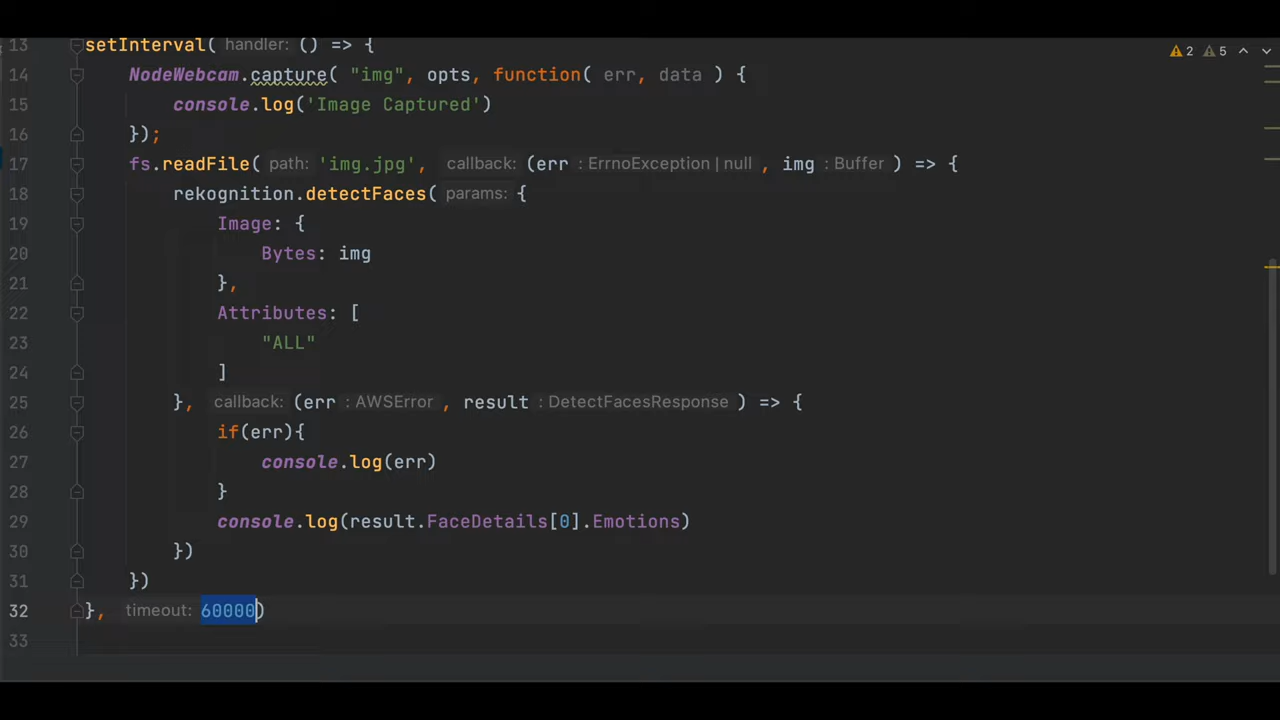 13 setInterval( handler: () => {
14 NodeWebcam.capture( "img", opts, function( err, data ) {
15 console.log('Image Captured')
16 });
17 fs.readFile( path: 'img.jpg', callback: (err : ErrnoException | null , img : Buffer ) => {
18 rekognition.detectFaces( params: {
19 Image: {
20 Bytes: img
21 },
22 Attributes: [
23 "ALL"
24 ]
25 }, callback: (err : AWSError , result : DetectFacesResponse ) => {
26 if(err){
27 console.log(err)
28 }
29 console.log(result.FaceDetails[0].Emotions)
30 })
31 })
32 }, timeout: 60000)
33
2 5